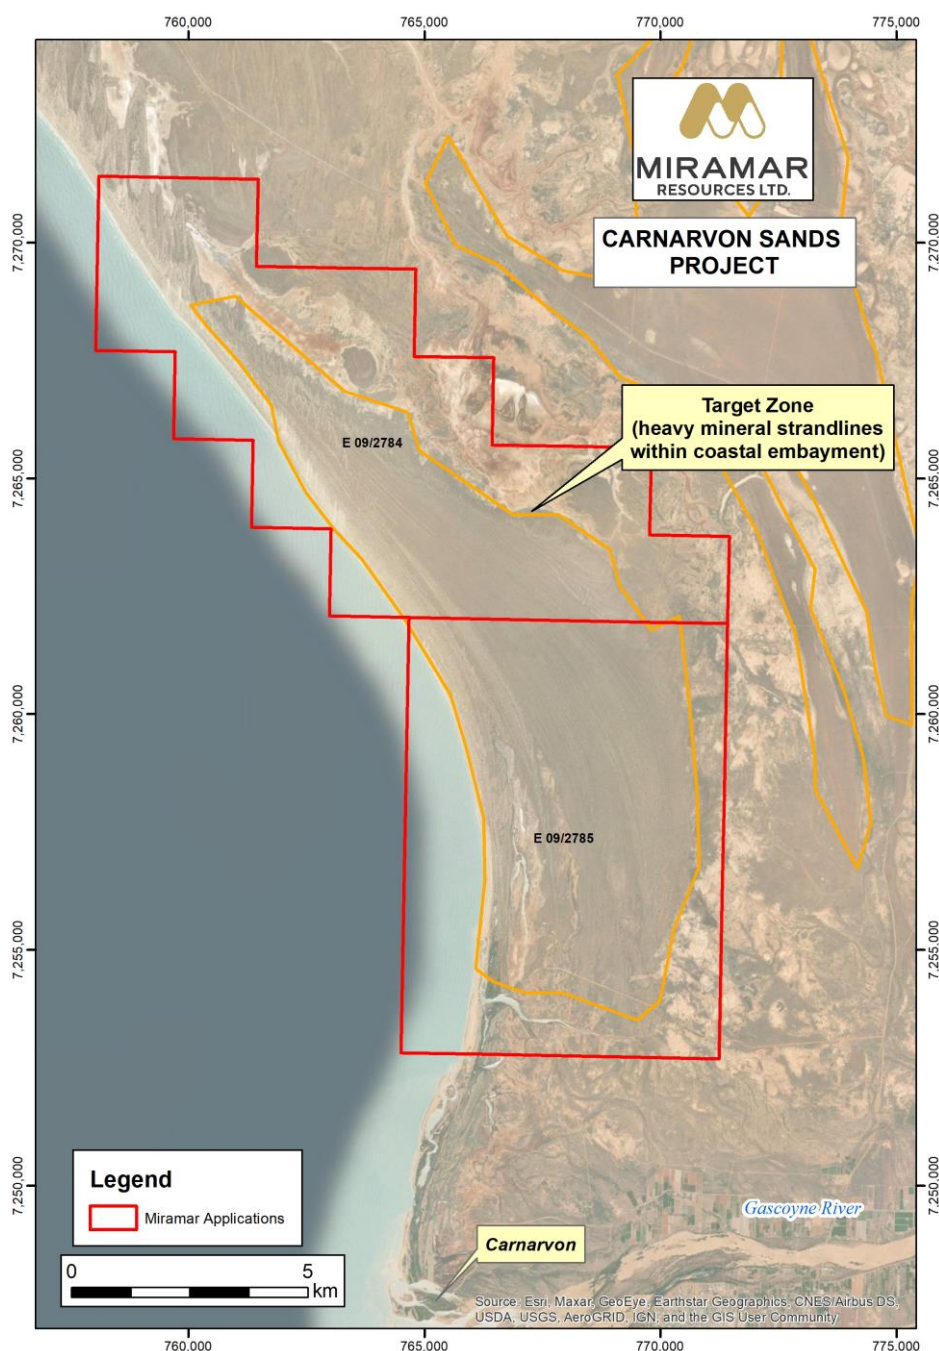 760,000
765,000
770,000
775,000
MIRAMAR
RESOURCES LTD.
CARNARVON SANDS
PROJECT
7,270,000
7,270,000
Target Zone
(heavy mineral strandlines
within coastal embayment)
E 09/2784
7,265,000
7,265,000
7,260,000
7,260,000
E 09/2785
7,255,000
7,255,000
Legend
Miramar Applications
7,250,000
7,250,000
Gascoyne River
Carnarvon
0
5
km
Source: Esri, Maxar, GeoEye, Earthstar Geographics, CNES/Airbus DS,
USDA, USGS, AeroGRID, IGN, and the GIS User Community
760,000
765,000
770,000
775,000